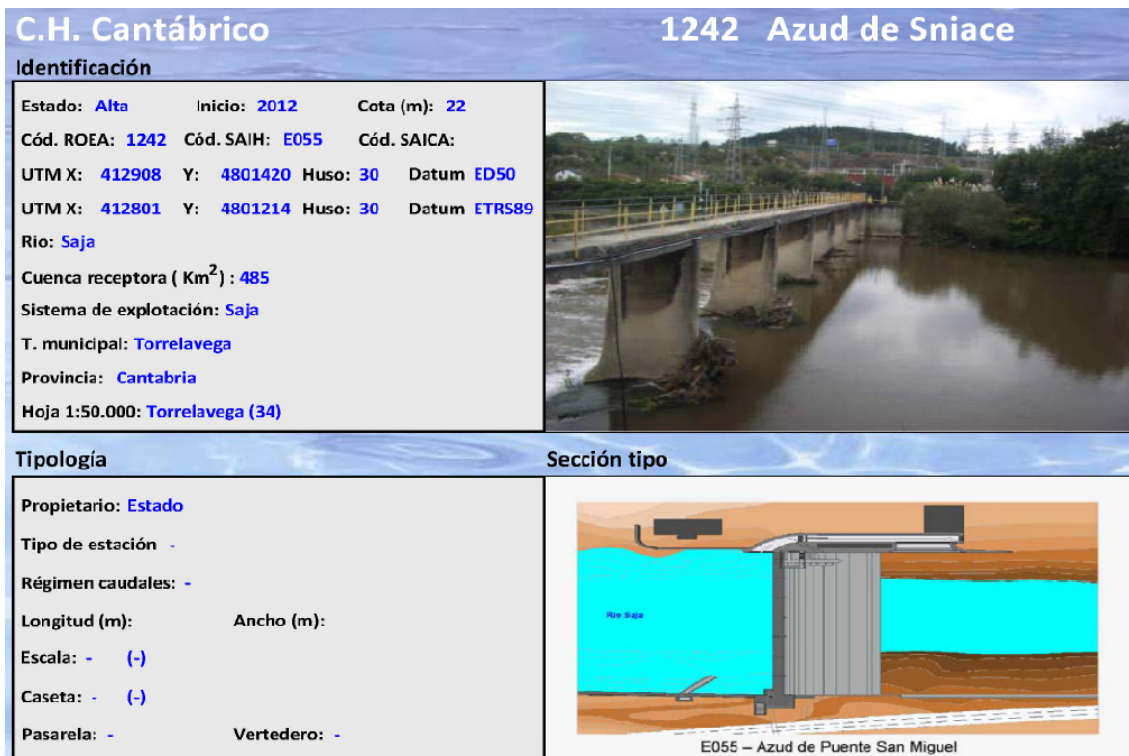 C.H. Cantábrico 1242 Azud de Sniace
Identificación
Estado: Alta Inicio: 2012 Cota (m): 22
Cód. ROEA: 1242 Cód. SAIH: E055 Cód. SAICA:
UTM X: 412908 Y: 4801420 Huso: 30 Datum ED50
UTM X: 412801 Y: 4801214 Huso: 30 Datum ETRS89
Rio: Saja
Cuenca receptora ( Km²) : 485
Sistema de explotación: Saja
T. municipal: Torrelavega
Provincia: Cantabria
Hoja 1:50.000: Torrelavega (34)
Tipología
Propietario: Estado
Tipo de estación -
Régimen caudales: -
Longitud (m): Ancho (m):
Escala: - (-)
Caseta: - (-)
Pasarela: - Vertedero: -
Sección tipo
Río Saja
E055 – Azud de Puente San Miguel